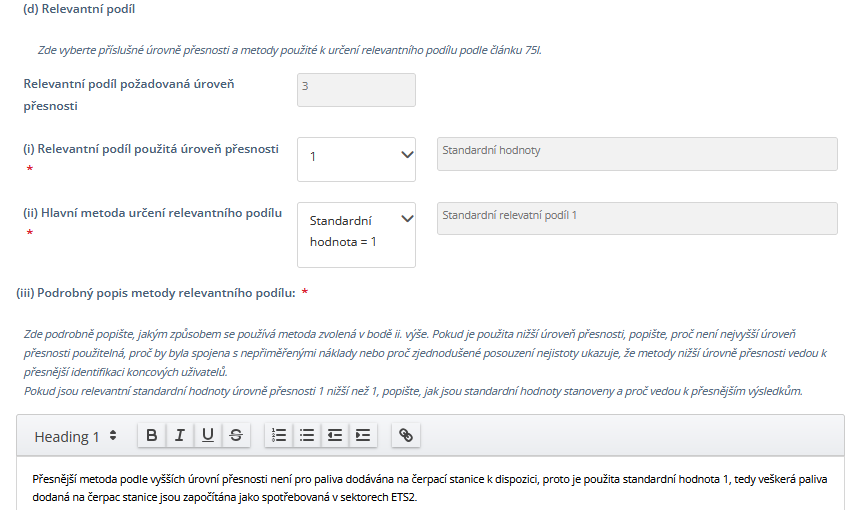 (d) Relevantní podíl
Zde vyberte příslušné úrovně přesnosti a metody použité k určení relevantního podílu podle článku 75l.
Relevantní podíl požadovaná úroveň
přesnosti
3
(i) Relevantní podíl použitá úroveň přesnosti
*
1
Standardní hodnoty
(ii) Hlavní metoda určení relevantního podílu
*
Standardní
hodnota = 1
Standardní relevatní podíl 1
(iii) Podrobný popis metody relevantního podílu: *
Zde podrobně popište, jakým způsobem se používá metoda zvolená v bodě ii. výše. Pokud je použita nižší úroveň přesnosti, popište, proč není nejvyšší úroveň
přesnosti použitelná, proč by byla spojena s nepřiměřenými náklady nebo proč zjednodušené posouzení nejistoty ukazuje, že metody nižší úrovně přesnosti vedou k
přesnější identifikaci koncových uživatelů.
Pokud jsou relevantní standardní hodnoty úrovně přesnosti 1 nižší než 1, popište, jak jsou standardní hodnoty stanoveny a proč vedou k přesnějším výsledkům.
Heading 1 B I U S
Přesnější metoda podle vyšších úrovní přesnosti není pro paliva dodávána na čerpací stanice k dispozici, proto je použita standardní hodnota 1, tedy veškerá paliva
dodaná na čerpac stanice jsou započítána jako spotřebovaná v sektorech ETS2.